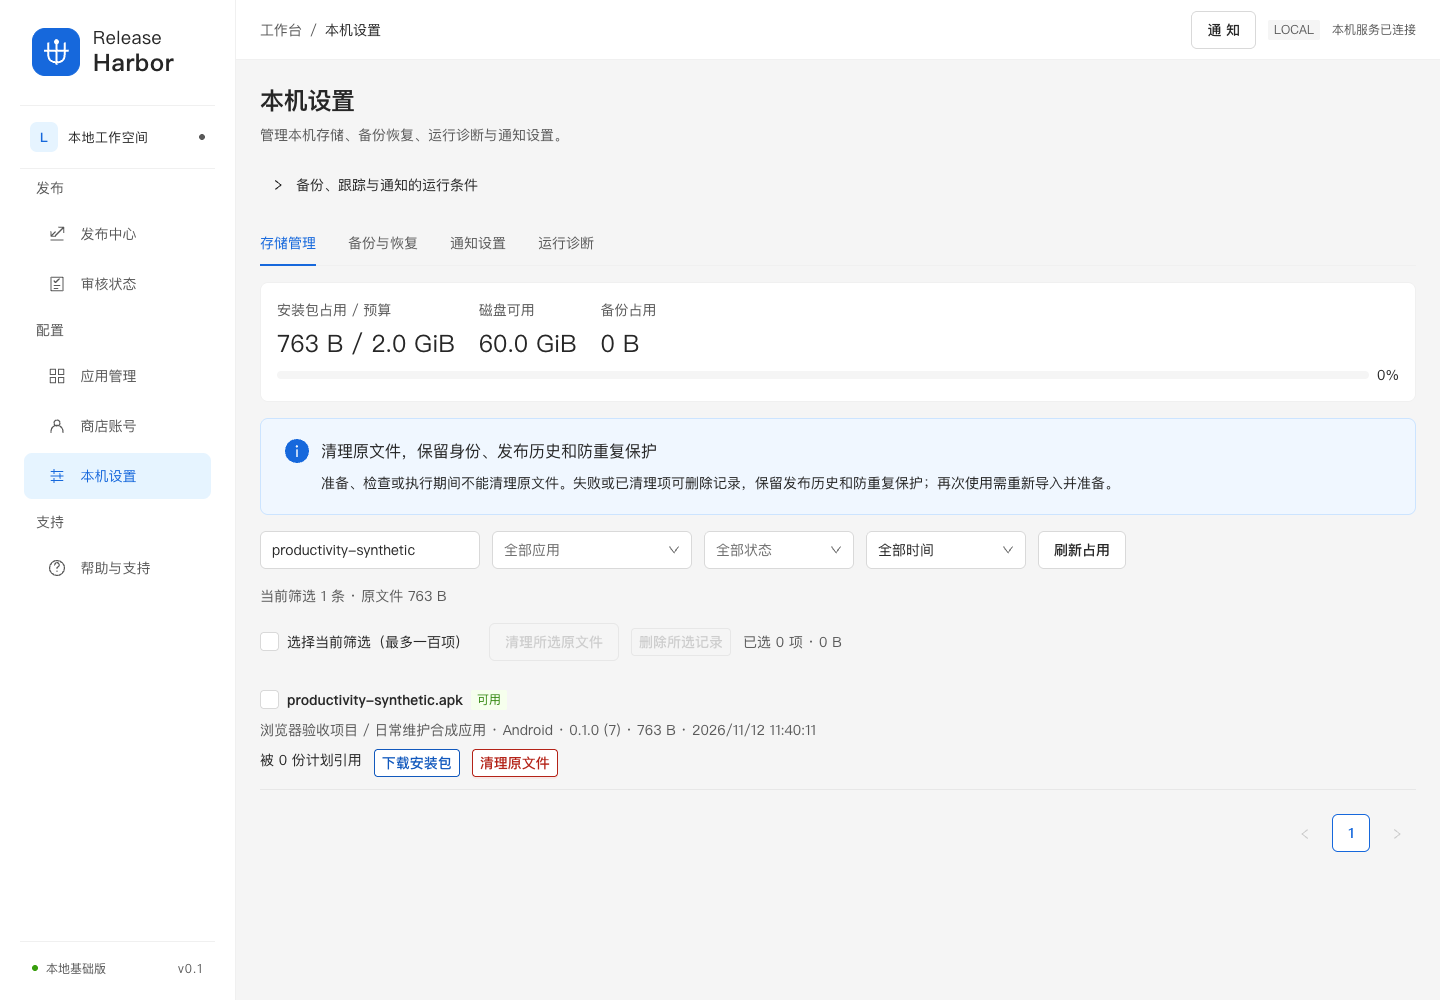 Release
Harbor
L 本地工作空间
发布
发布中心
审核状态
配置
应用管理
商店账号
本机设置
支持
帮助与支持
本地基础版 v0.1
工作台 / 本机设置
通 知 LOCAL 本机服务已连接
本机设置
管理本机存储、备份恢复、运行诊断与通知设置。
备份、跟踪与通知的运行条件
存储管理 备份与恢复 通知设置 运行诊断
安装包占用 / 预算 磁盘可用 备份占用
763 B / 2.0 GiB 60.0 GiB 0 B
0%
清理原文件，保留身份、发布历史和防重复保护
准备、检查或执行期间不能清理原文件。失败或已清理项可删除记录，保留发布历史和防重复保护；再次使用需重新导入并准备。
productivity-synthetic 全部应用 全部状态 全部时间 刷新占用
当前筛选 1 条 · 原文件 763 B
选择当前筛选（最多一百项） 清理所选原文件 删除所选记录 已选 0 项 · 0 B
productivity-synthetic.apk 可用
浏览器验收项目 / 日常维护合成应用 · Android · 0.1.0 (7) · 763 B · 2026/11/12 11:40:11
被 0 份计划引用 下载安装包 清理原文件
1